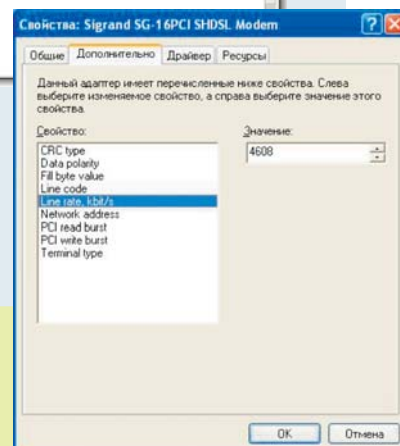 Свойства: Sigrand SG-16PCI SHDSL Modem
Общие Дополнительно Драйвер Ресурсы
Данный адаптер имеет перечисленные ниже свойства. Слева
выберите изменяемое свойство, а справа выберите значение этого
свойства.
Свойство:
Значение:
CRC type
4608
Data polarity
Fill byte value
Line code
Line rate, kbit/s
Network address
PCI read burst
PCI write burst
Terminal type
OK Отмена